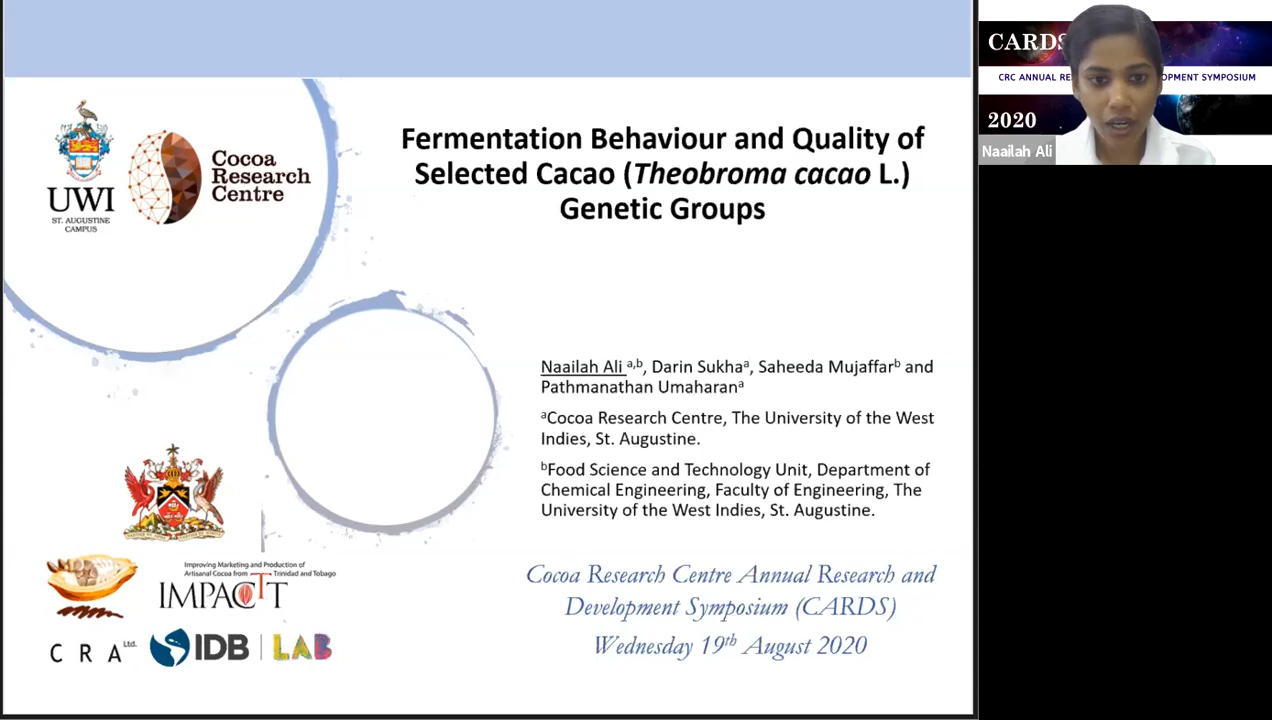 Fermentation Behaviour and Quality of
Selected Cacao (Theobroma cacao L.)
Genetic Groups
UWI
ST. AUGUSTINE
CAMPUS
Cocoa
Research
Centre
Naailah Ali a,b, Darin Sukhaa, Saheeda Mujaffarb and
Pathmanathan Umaharana
aCocoa Research Centre, The University of the West
Indies, St. Augustine.
bFood Science and Technology Unit, Department of
Chemical Engineering, Faculty of Engineering, The
University of the West Indies, St. Augustine.
Improving Marketing and Production of
Artisanal Cocoa from Trinidad and Tobago
IMPACTT
CRA Ltd.
IDB | LAB
Cocoa Research Centre Annual Research and
Development Symposium (CARDS)
Wednesday 19th August 2020
CARDS
CRC ANNUAL RE OPMENT SYMPOSIUM
2020
Naailah Ali